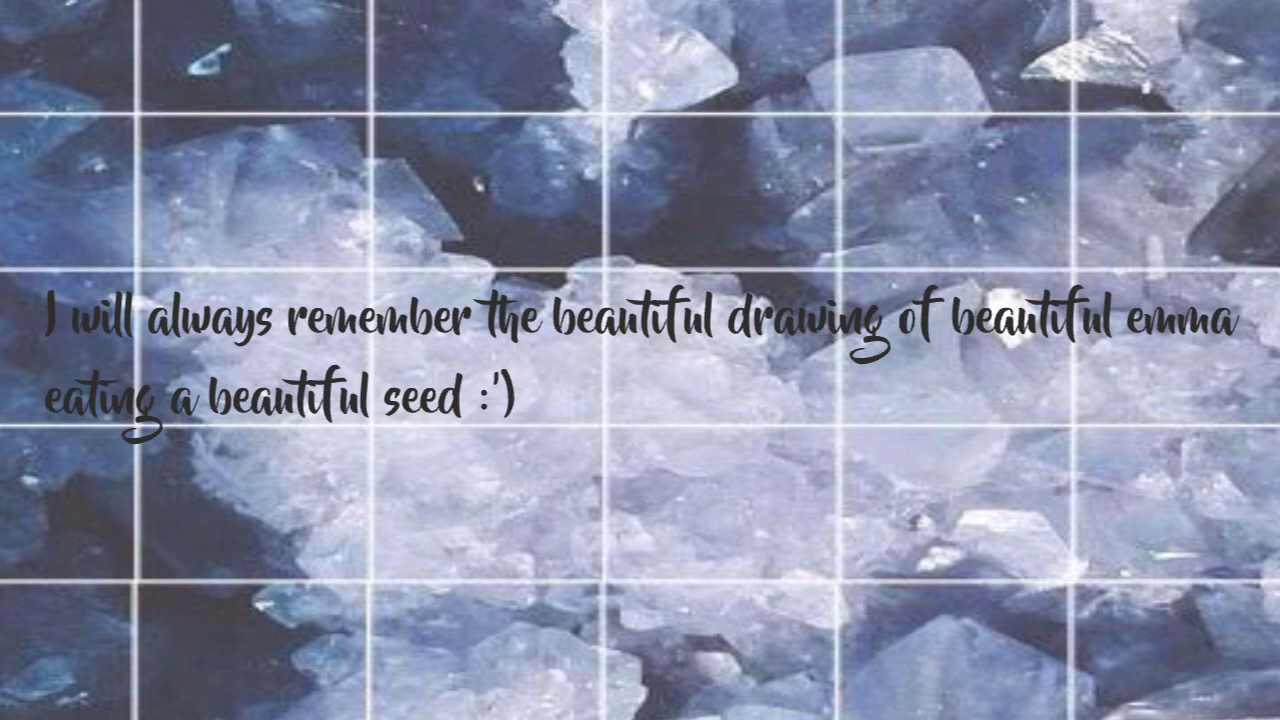 I will always remember the beautiful drawing of beautiful emma
eating a beautiful seed :')